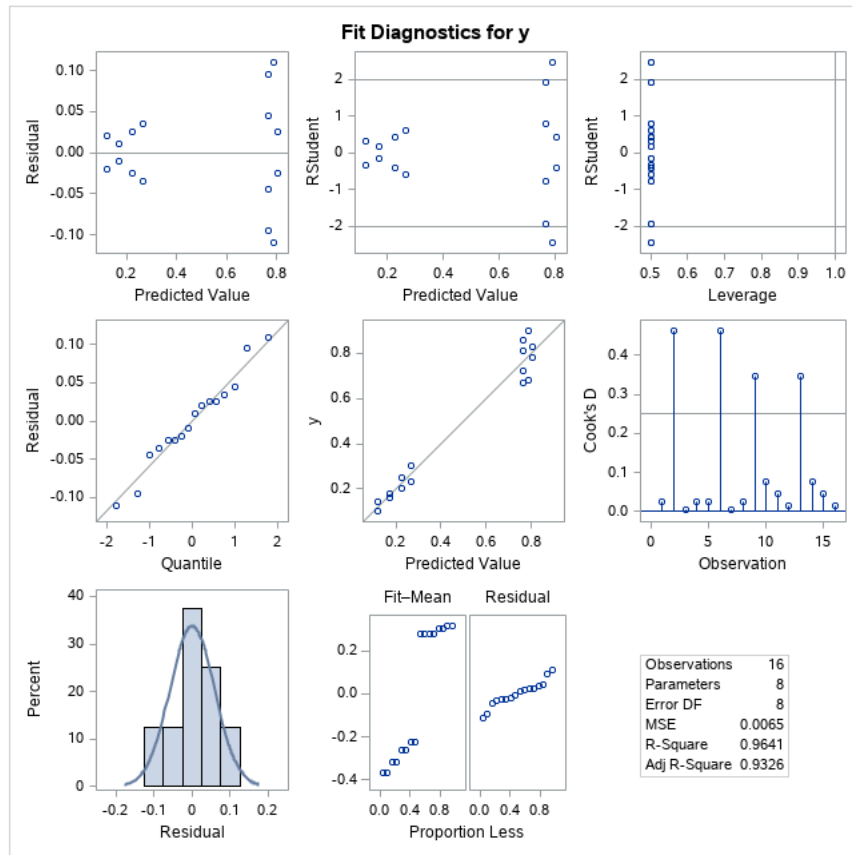 Fit Diagnostics for y
0.10
0.05
0.00
-0.05
-0.10
Residual
0.2 0.4 0.6 0.8
Predicted Value
2
1
0
-1
-2
RStudent
0.2 0.4 0.6 0.8
Predicted Value
2
1
0
-1
-2
RStudent
0.5 0.6 0.7 0.8 0.9 1.0
Leverage
0.10
0.05
0.00
-0.05
-0.10
Residual
-2 -1 0 1 2
Quantile
0.8
0.6
0.4
0.2
y
0.2 0.4 0.6 0.8
Predicted Value
0.4
0.3
0.2
0.1
0.0
Cook's D
0 5 10 15
Observation
40
30
20
10
0
Percent
-0.2 -0.1 0 0.1 0.2
Residual
Fit–Mean Residual
0.2
0.0
-0.2
-0.4
0.0 0.4 0.8 0.0 0.4 0.8
Proportion Less
Observations 16
Parameters 8
Error DF 8
MSE 0.0065
R-Square 0.9641
Adj R-Square 0.9326